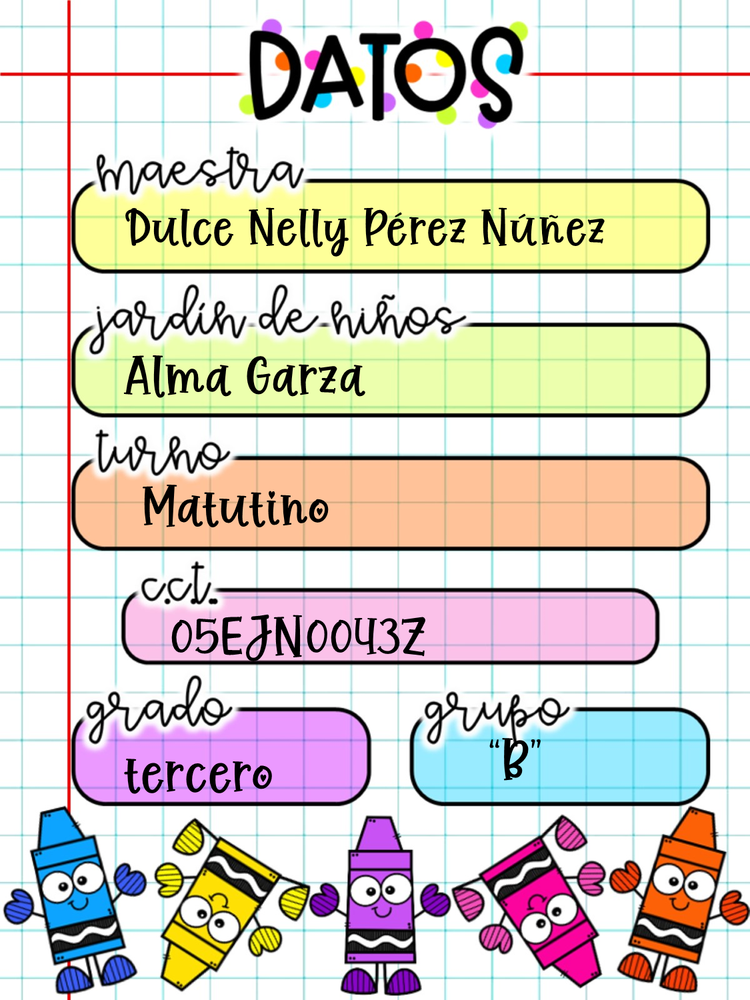 DATOS
maestra
Dulce Nelly Pérez Núñez
jardín de niños
Alma Garza
turno
Matutino
c.c.t..
05EJN0043Z
grado
tercero
grupo
“B”